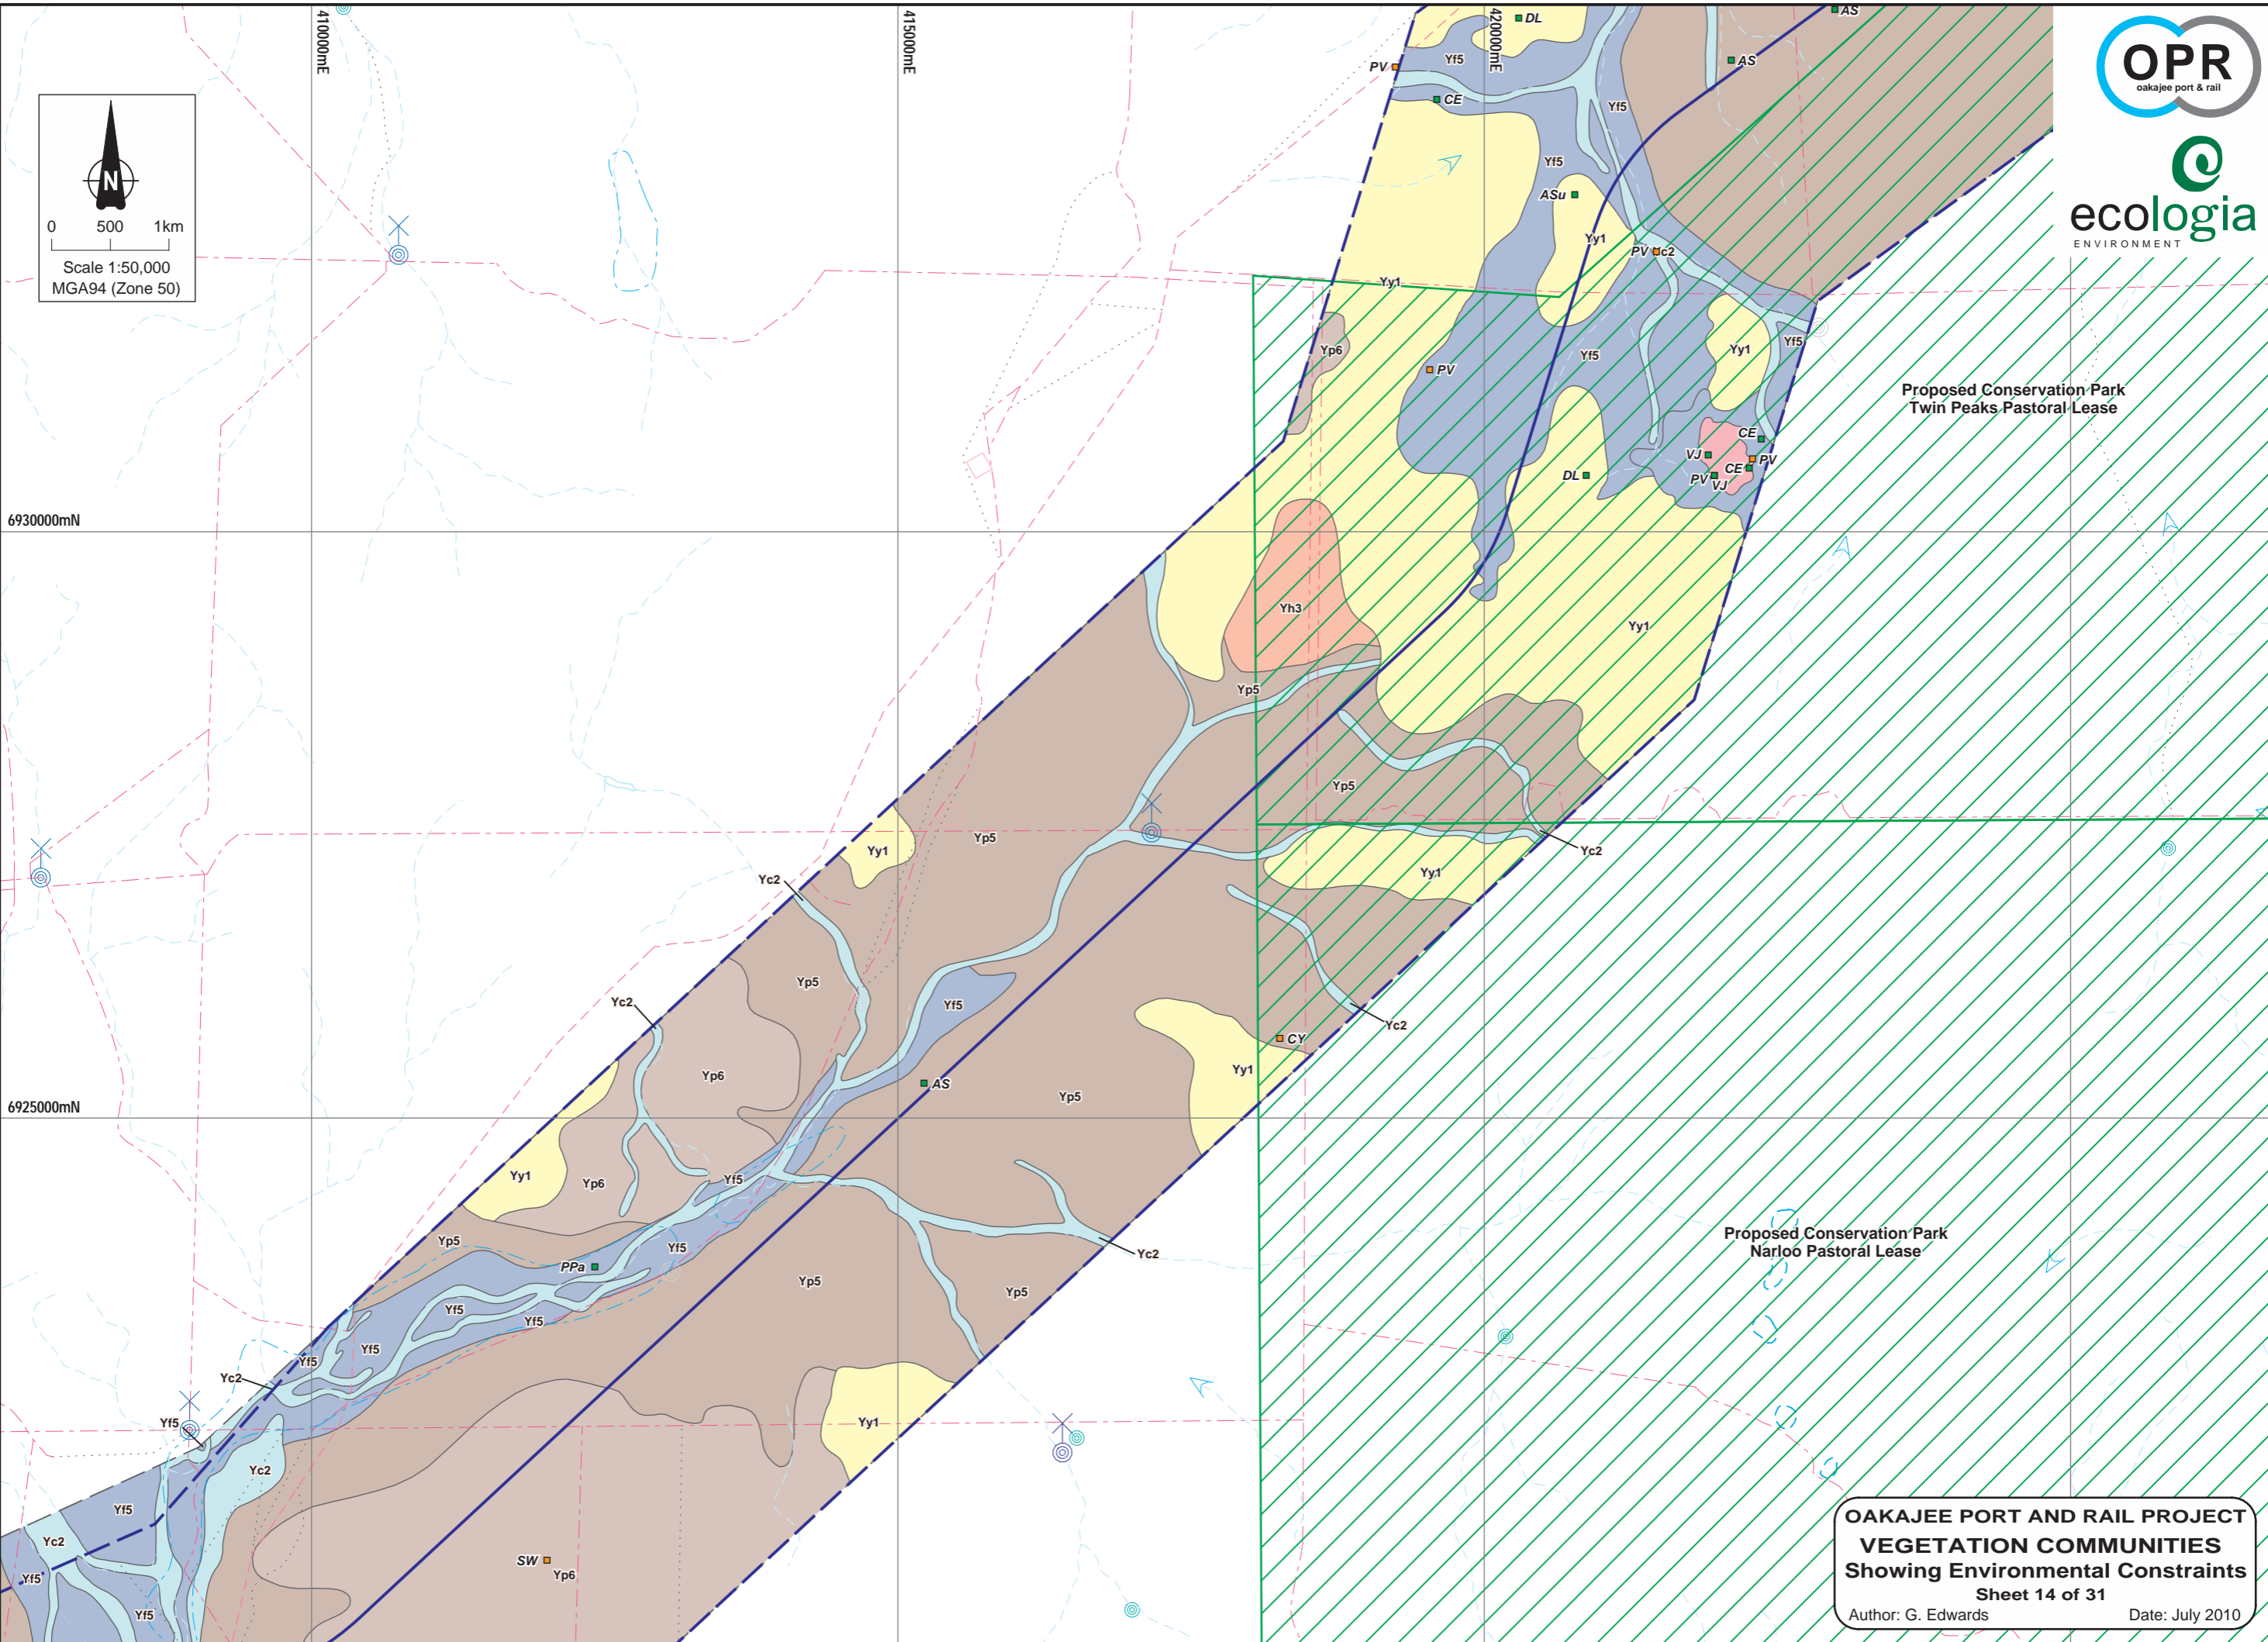 410000mE
415000mE
420000mE
DL
AS
AS
PV
Yf5
CE
Yf5
Yf5
ASu
Yy1
PV
Yc2
OPR
oakajee port & rail
ecologia
ENVIRONMENT
N
0 500 1km
Scale 1:50,000
MGA94 (Zone 50)
Yy1
Yp6
PV
Yf5
Yy1
Yf5
Proposed Conservation Park
Twin Peaks Pastoral Lease
CE
VJ
PV
CE
PV
VJ
DL
6930000mN
Yh3
Yy1
Yp5
Yp5
Yp5
Yy1
Yc2
Yy1
Yc2
Yp5
Yf5
Yc2
Yc2
CY
Yp6
Yy1
AS
Yp5
6925000mN
Yy1
Yp6
Yf5
Yp5
Yf5
Yc2
PPa
Yp5
Yp5
Yf5
Yf5
Yf5
Yf5
Yc2
Yf5
Yy1
Yc2
Yf5
Yc2
Yf5
Yf5
SW
Yp6
Proposed Conservation Park
Narloo Pastoral Lease
OAKAJEE PORT AND RAIL PROJECT
VEGETATION COMMUNITIES
Showing Environmental Constraints
Sheet 14 of 31
Author: G. Edwards Date: July 2010